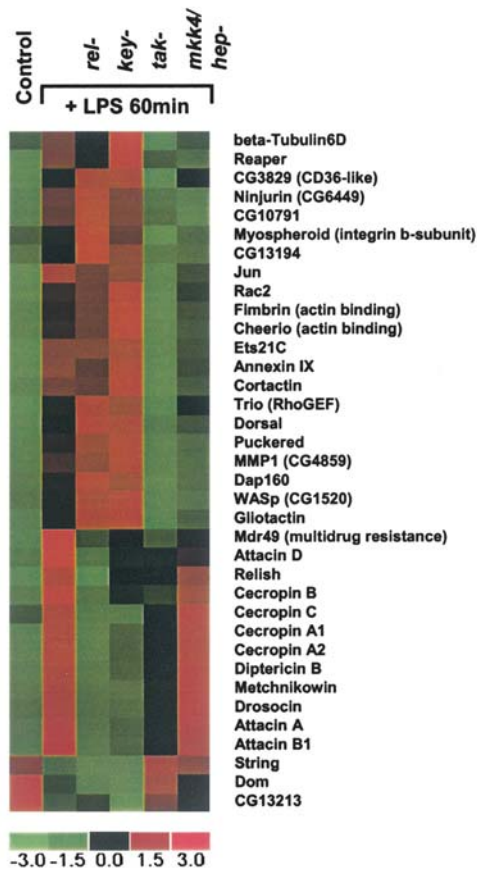 Control
rel-
key-
tak-
mkk4/
hep-
+ LPS 60min
beta-Tubulin6D
Reaper
CG3829 (CD36-like)
Ninjurin (CG6449)
CG10791
Myospheroid (integrin b-subunit)
CG13194
Jun
Rac2
Fimbrin (actin binding)
Cheerio (actin binding)
Ets21C
Annexin IX
Cortactin
Trio (RhoGEF)
Dorsal
Puckered
MMP1 (CG4859)
Dap160
WASp (CG1520)
Gliotactin
Mdr49 (multidrug resistance)
Attacin D
Relish
Cecropin B
Cecropin C
Cecropin A1
Cecropin A2
Diptericin B
Metchnikowin
Drosocin
Attacin A
Attacin B1
String
Dom
CG13213
-3.0 -1.5 0.0 1.5 3.0